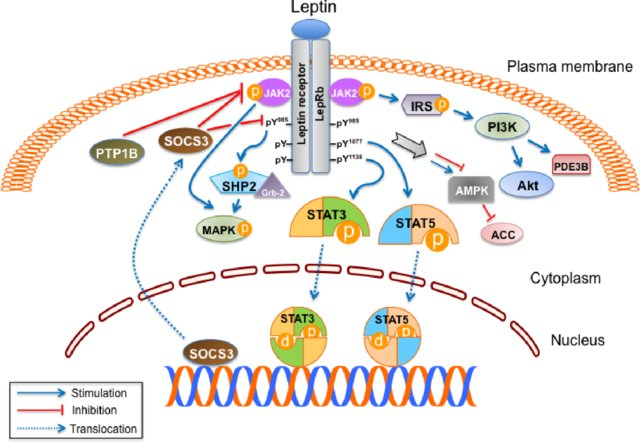 Leptin
Plasma membrane
p
JAK2
Leptin receptor
LepRb
JAK2
p
IRS
p
PI3K
PDE3B
Akt
PTP1B
SOCS3
pY985
pY985
pY
pY1077
pY
pY1138
p
SHP2
Grb-2
MAPK
p
STAT3
p
STAT5
p
AMPK
ACC
Cytoplasm
Nucleus
STAT3
d
p
STAT5
d
p
SOCS3
Stimulation
Inhibition
Translocation